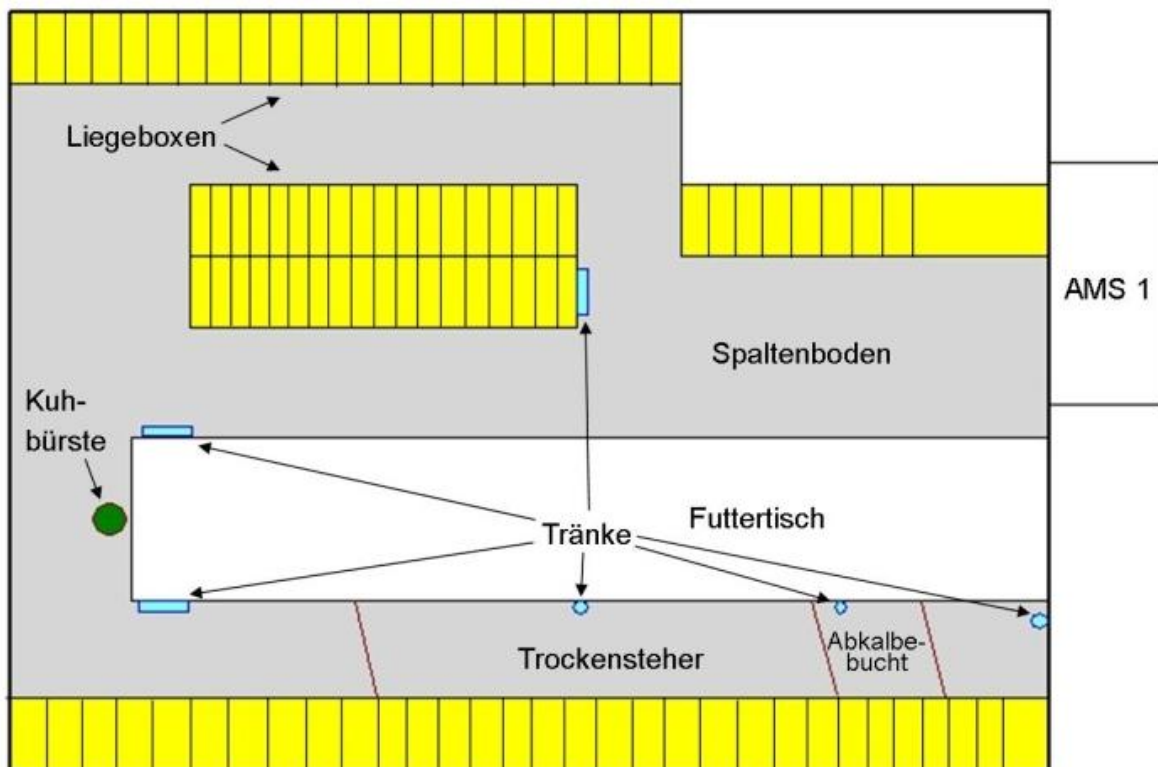 Liegeboxen
AMS 1
Spaltenboden
Kuh-
bürste
Futtertisch
Tränke
Trockensteher
Abkalbe-
bucht